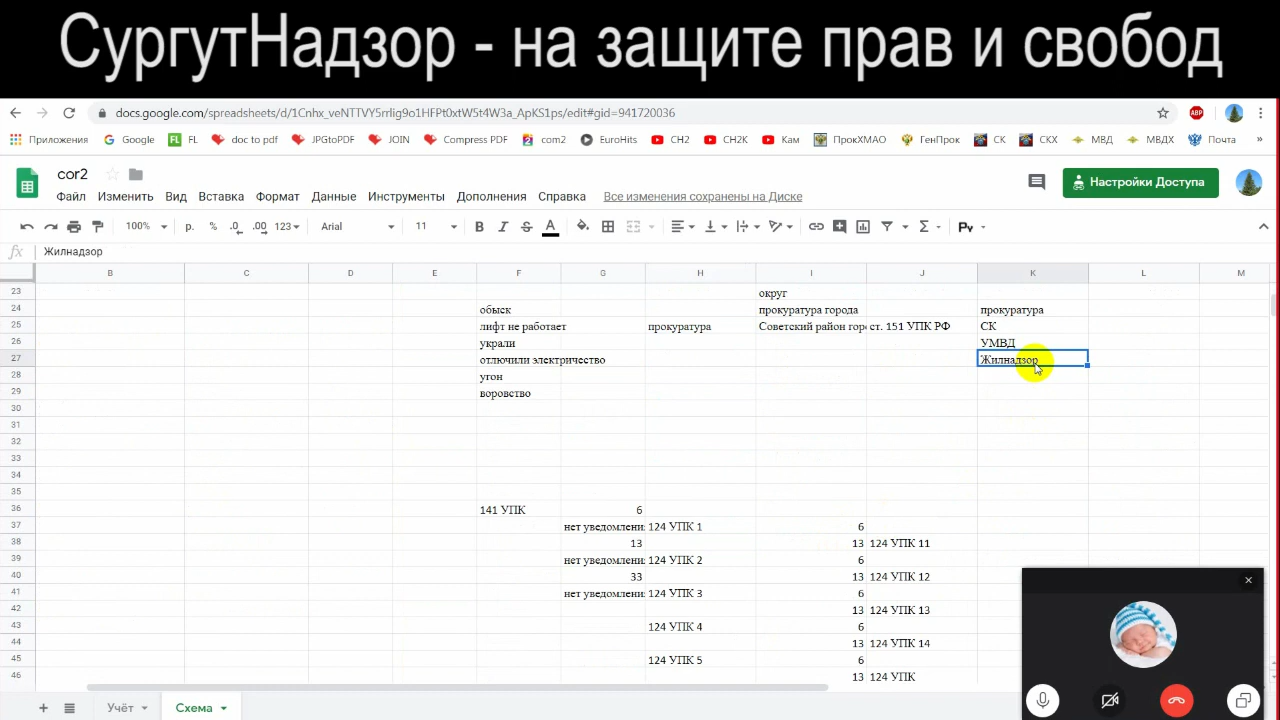 СургутНадзор - на защите прав и свобод
docs.google.com/spreadsheets/d/1Cnhx_veNTTVY5rrlig9o1HFPt0xtW5t4W3a_ApKS1ps/edit#gid=941720036
ABP
Приложения Google FL FL doc to pdf JPGtoPDF JOIN Compress PDF com2 EuroHits СН2 СН2К Кам ПрокХМАО ГенПрок СК СКХ МВД МВДХ Почта »
cor2
Файл Изменить Вид Вставка Формат Данные Инструменты Дополнения Справка Все изменения сохранены на Диске
Настройки Доступа
100% р. % .0 .00 123 Arial 11 B I S A Σ Pу
fx Жилнадзор
B C D E F G H I J K L M
23 округ
24 обыск прокуратура города прокуратура
25 лифт не работает прокуратура Советский район гор ст. 151 УПК РФ СК
26 украли УМВД
27 отлючили электричество Жилнадзор
28 угон
29 воровство
30
31
32
33
34
35
36 141 УПК 6
37 нет уведомлени 124 УПК 1 6
38 13 13 124 УПК 11
39 нет уведомлени 124 УПК 2 6
40 33 13 124 УПК 12
41 нет уведомлени 124 УПК 3 6
42 13 124 УПК 13
43 124 УПК 4 6
44 13 124 УПК 14
45 124 УПК 5 6
46 13 124 УПК
Учёт Схема